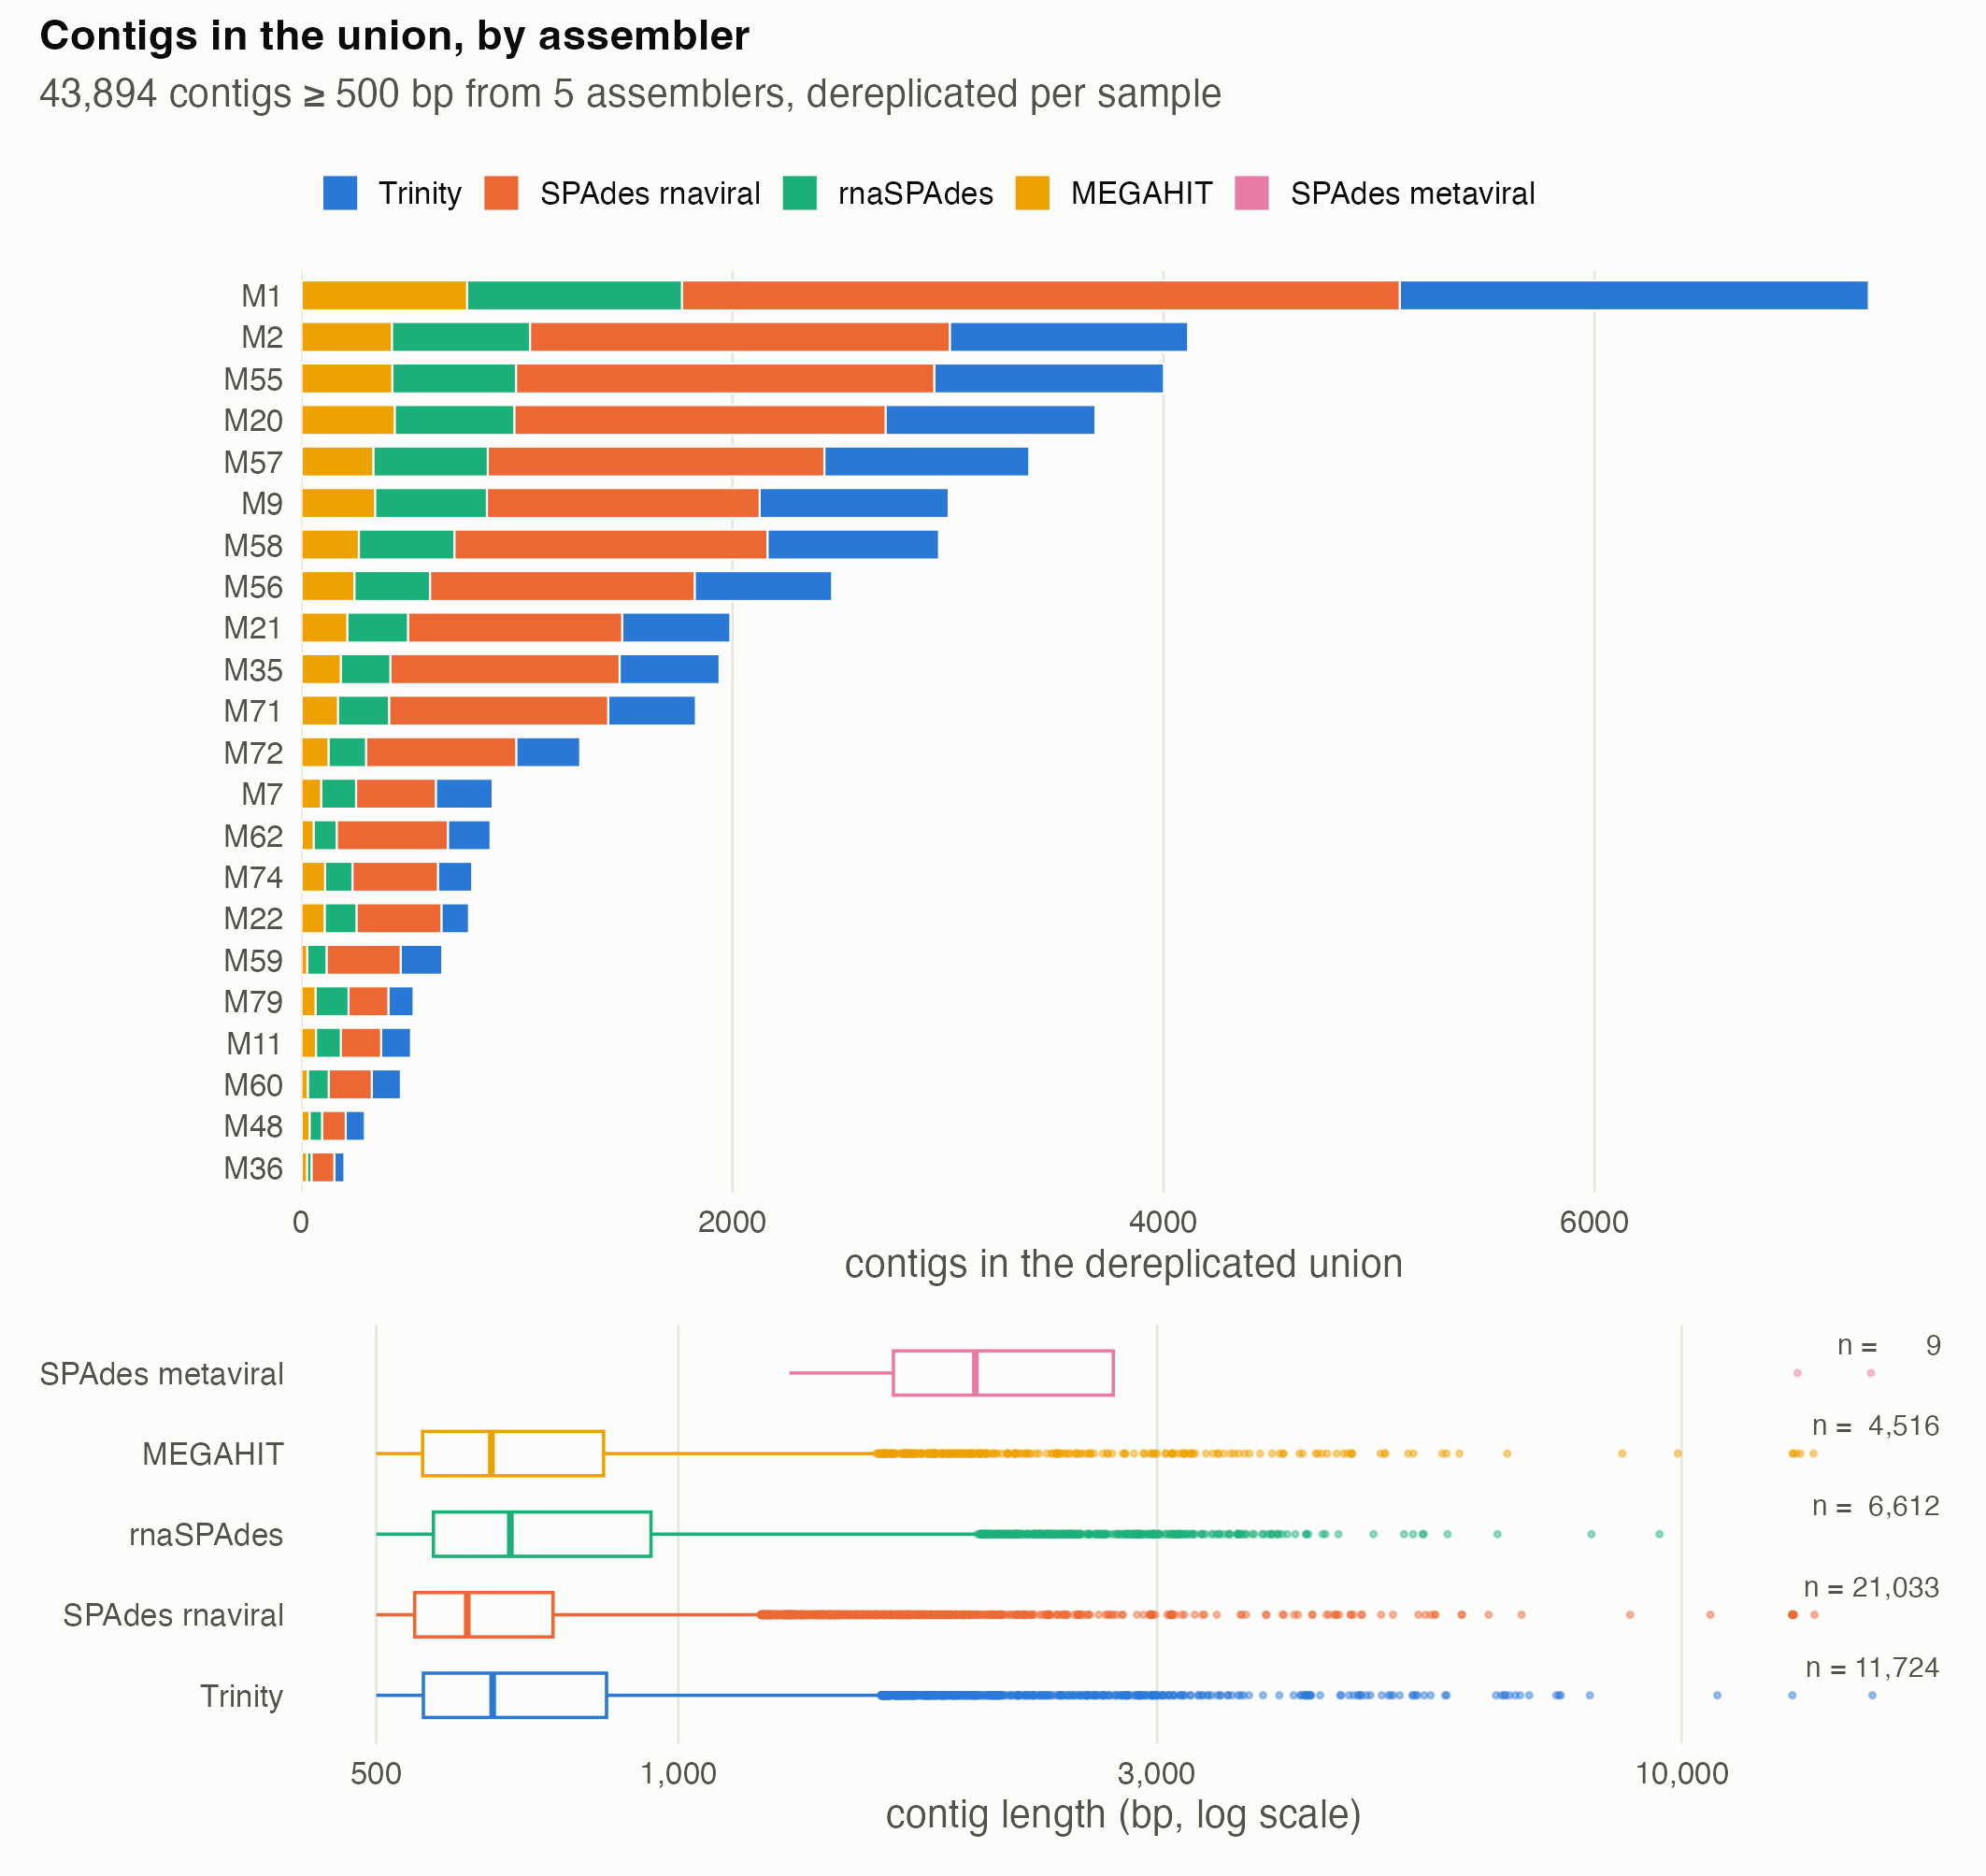 Contigs in the union, by assembler
43,894 contigs ≥ 500 bp from 5 assemblers, dereplicated per sample
Trinity SPAdes rnaviral rnaSPAdes MEGAHIT SPAdes metaviral
M1
M2
M55
M20
M57
M9
M58
M56
M21
M35
M71
M72
M7
M62
M74
M22
M59
M79
M11
M60
M48
M36
0 2000 4000 6000
contigs in the dereplicated union
SPAdes metaviral n = 9
MEGAHIT n = 4,516
rnaSPAdes n = 6,612
SPAdes rnaviral n = 21,033
Trinity n = 11,724
500 1,000 3,000 10,000
contig length (bp, log scale)